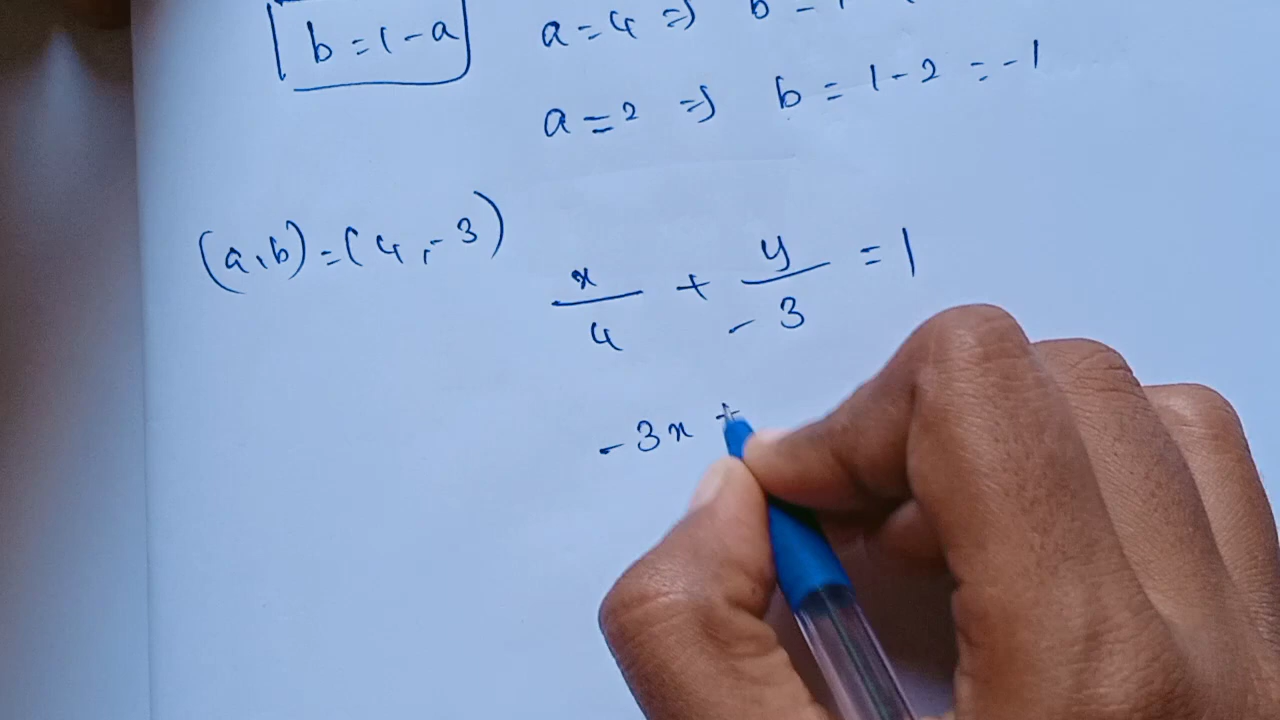 b = 1 - a
a = 4 ⇒ b =
a = 2 ⇒ b = 1 - 2 = -1
(a, b) = (4, -3)
x/4 + y/-3 = 1
-3x +